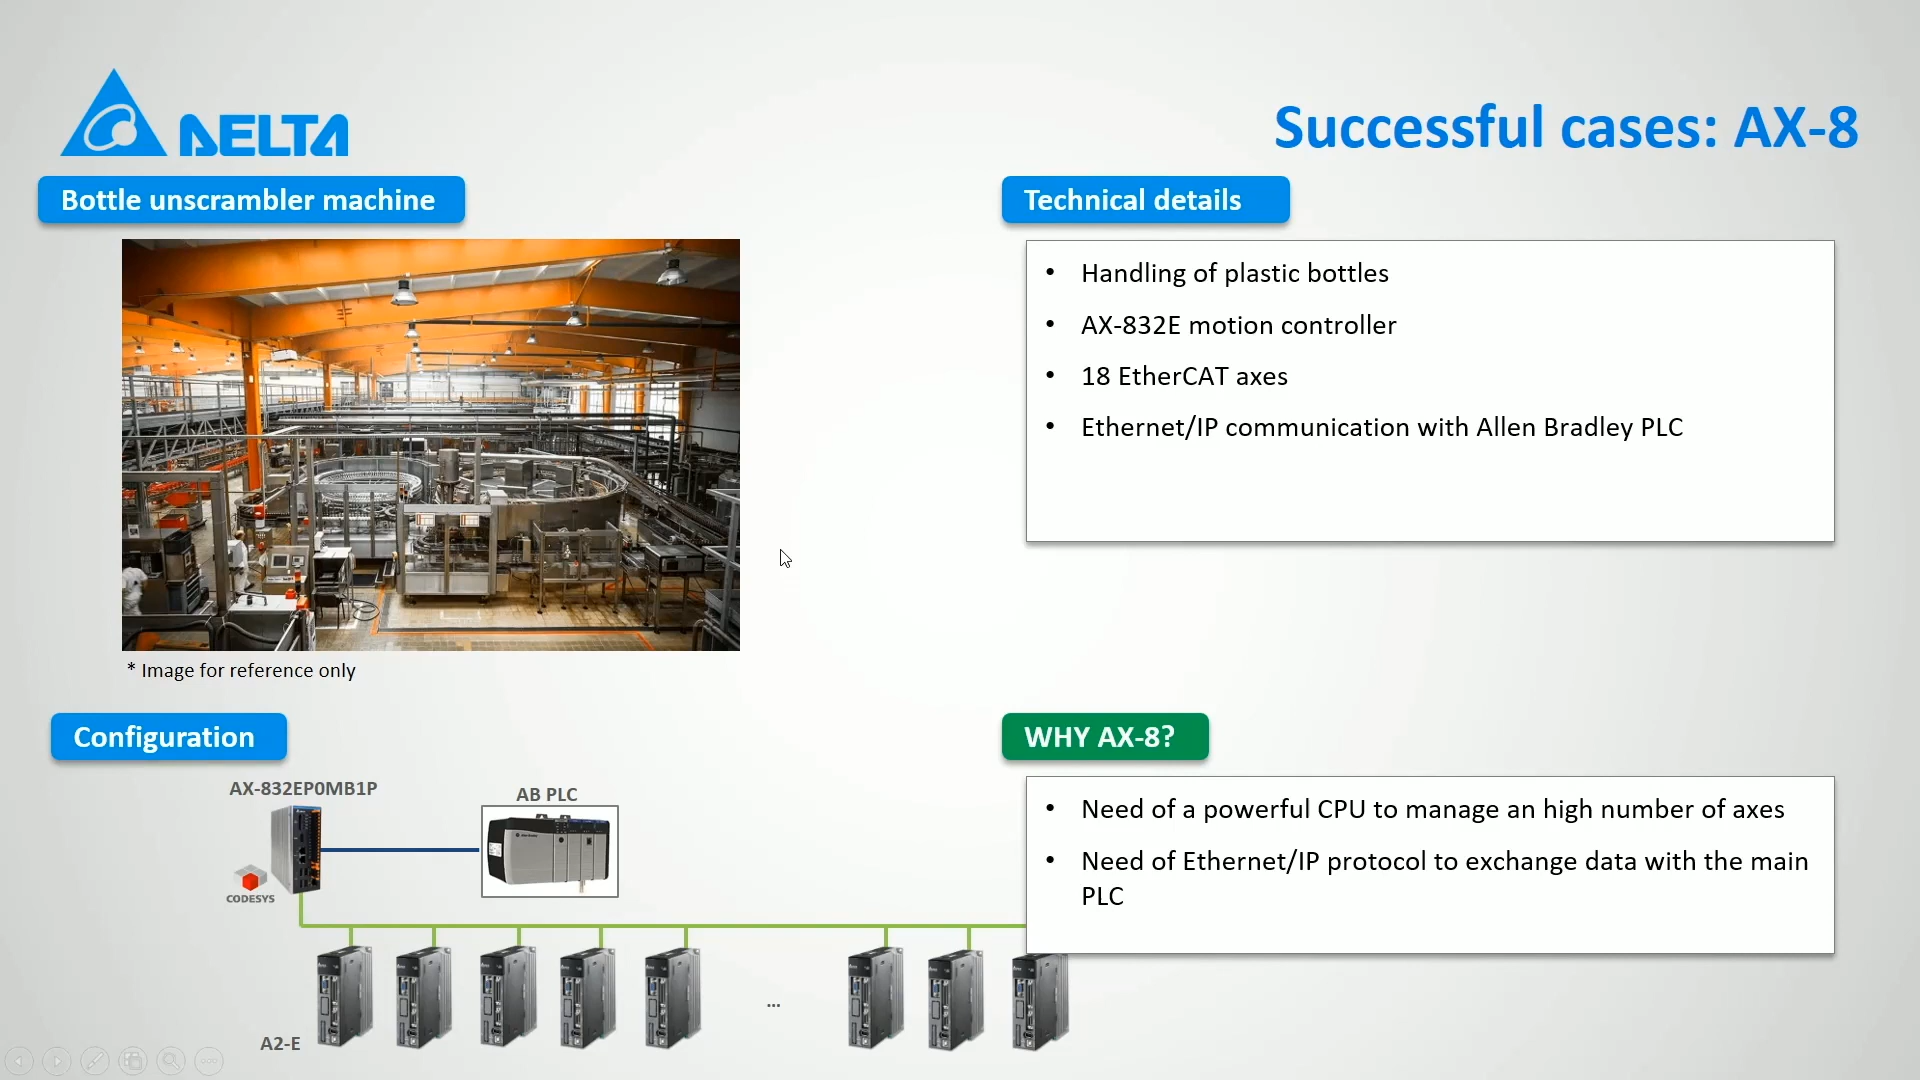 DELTA
Successful cases: AX-8
Bottle unscrambler machine
* Image for reference only
Technical details
• Handling of plastic bottles
• AX-832E motion controller
• 18 EtherCAT axes
• Ethernet/IP communication with Allen Bradley PLC
Configuration
AX-832EP0MB1P
AB PLC
CODESYS
...
A2-E
WHY AX-8?
• Need of a powerful CPU to manage an high number of axes
• Need of Ethernet/IP protocol to exchange data with the main
PLC